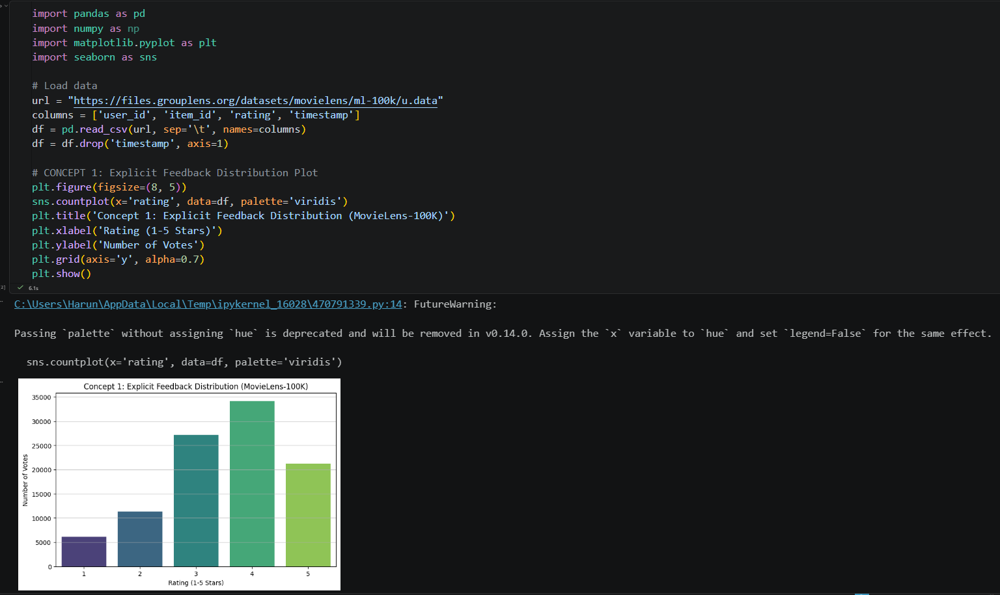 import pandas as pd
import numpy as np
import matplotlib.pyplot as plt
import seaborn as sns
# Load data
url = "https://files.grouplens.org/datasets/movielens/ml-100k/u.data"
columns = ['user_id', 'item_id', 'rating', 'timestamp']
df = pd.read_csv(url, sep='\t', names=columns)
df = df.drop('timestamp', axis=1)
# CONCEPT 1: Explicit Feedback Distribution Plot
plt.figure(figsize=(8, 5))
sns.countplot(x='rating', data=df, palette='viridis')
plt.title('Concept 1: Explicit Feedback Distribution (MovieLens-100K)')
plt.xlabel('Rating (1-5 Stars)')
plt.ylabel('Number of Votes')
plt.grid(axis='y', alpha=0.7)
plt.show()
[2] ✓ 6.1s
C:\Users\Harun\AppData\Local\Temp\ipykernel_16028\470791339.py:14: FutureWarning:
Passing `palette` without assigning `hue` is deprecated and will be removed in v0.14.0. Assign the `x` variable to `hue` and set `legend=False` for the same effect.
sns.countplot(x='rating', data=df, palette='viridis')
Concept 1: Explicit Feedback Distribution (MovieLens-100K)
35000
30000
25000
20000
15000
10000
5000
0
Number of Votes
1 2 3 4 5
Rating (1-5 Stars)